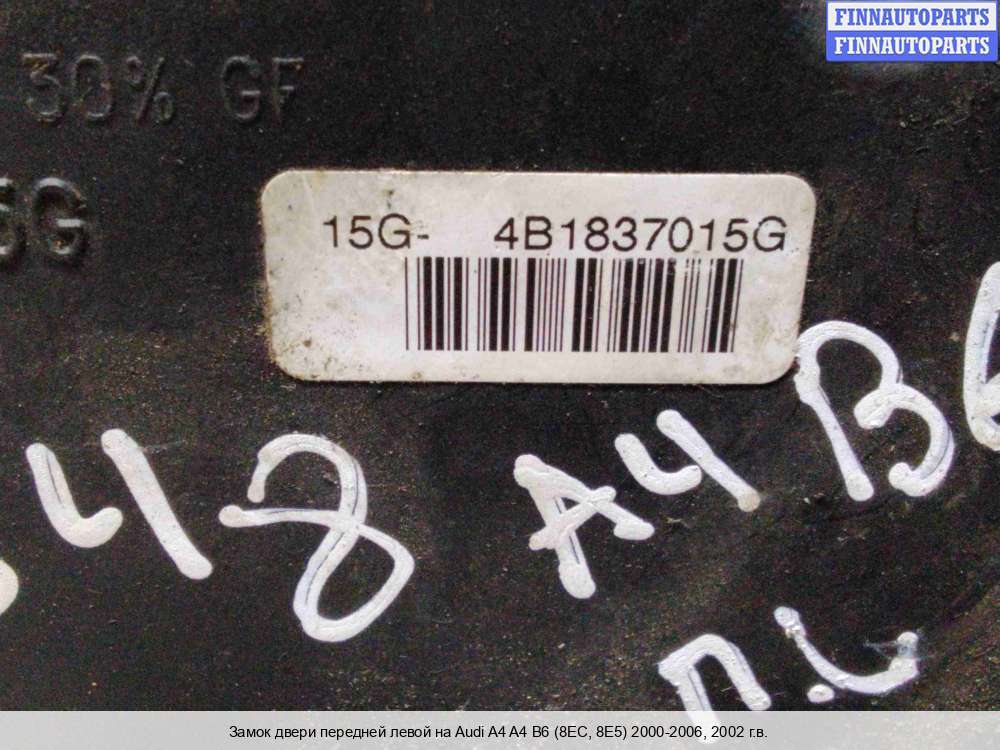 FINNAUTOPARTS
FINNAUTOPARTS
30% GF
15G- 4B1837015G
A4 B6
Замок двери передней левой на Audi A4 A4 B6 (8EC, 8E5) 2000-2006, 2002 г.в.